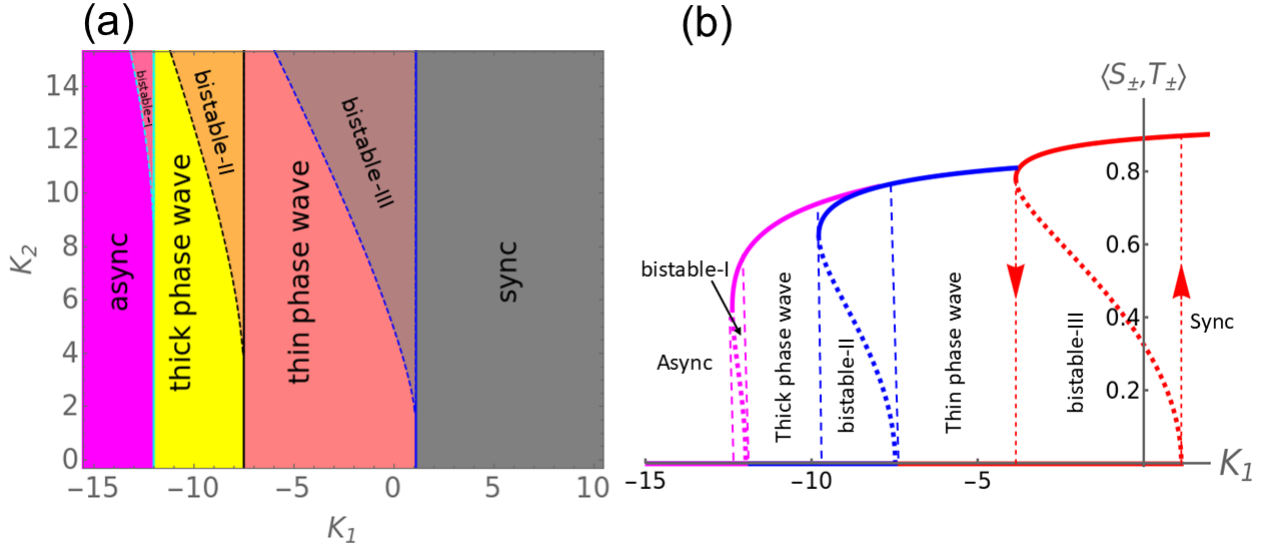 (a)
14
12
10
8
6
4
2
0
K2
−15
−10
−5
0
5
10
K1
async
bistable-I
thick phase wave
bistable-II
thin phase wave
bistable-III
sync
(b)
⟨S±,T±⟩
0.8
0.4
0.2
bistable-I
Async
Thick phase wave
bistable-II
Thin phase wave
bistable-III
Sync
−15
−10
−5
K1